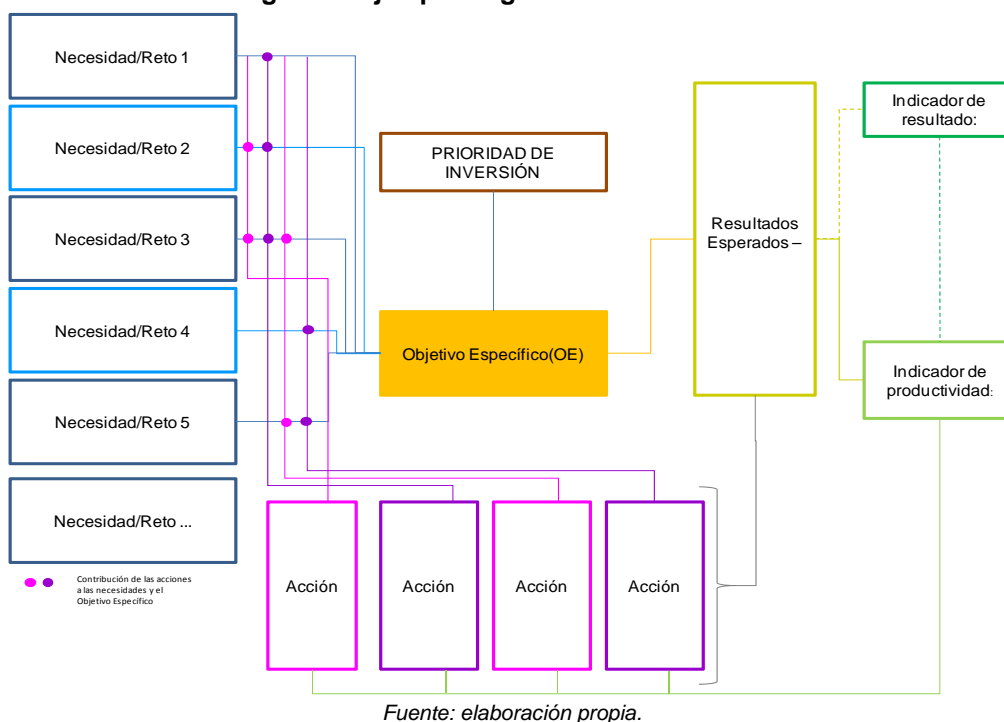 Necesidad/Reto 1
Necesidad/Reto 2
Necesidad/Reto 3
Necesidad/Reto 4
Necesidad/Reto 5
Necesidad/Reto ...
Contribución de las acciones
a las necesidades y el
Objetivo Específico
PRIORIDAD DE
INVERSIÓN
Objetivo Específico(OE)
Acción
Acción
Acción
Acción
Resultados
Esperados –
Indicador de
resultado:
Indicador de
productividad:
Fuente: elaboración propia.